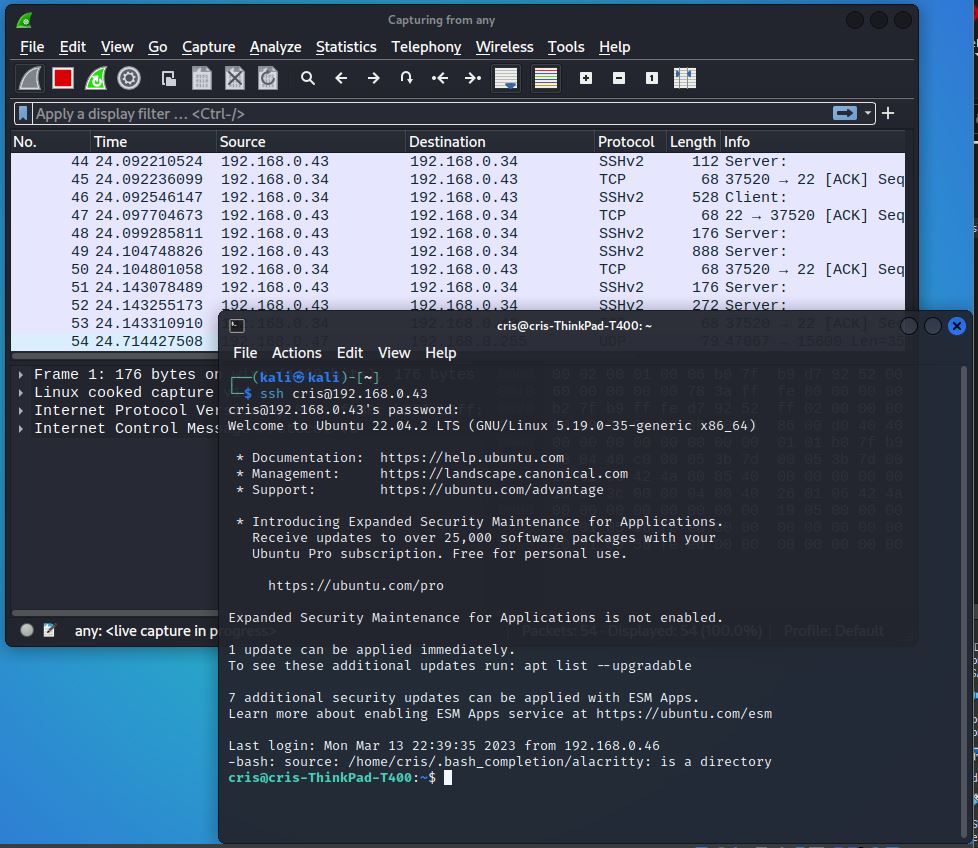 Capturing from any
File Edit View Go Capture Analyze Statistics Telephony Wireless Tools Help
Apply a display filter ... <Ctrl-/>
No. Time Source Destination Protocol Length Info
44 24.092210524 192.168.0.43 192.168.0.34 SSHv2 112 Server:
45 24.092236099 192.168.0.34 192.168.0.43 TCP 68 37520 → 22 [ACK] Seq
46 24.092546147 192.168.0.34 192.168.0.43 SSHv2 528 Client:
47 24.097704673 192.168.0.43 192.168.0.34 TCP 68 22 → 37520 [ACK] Seq
48 24.099285811 192.168.0.43 192.168.0.34 SSHv2 176 Server:
49 24.104748826 192.168.0.43 192.168.0.34 SSHv2 888 Server:
50 24.104801058 192.168.0.34 192.168.0.43 TCP 68 37520 → 22 [ACK] Seq
51 24.143078489 192.168.0.43 192.168.0.34 SSHv2 176 Server:
52 24.143255173 192.168.0.43 192.168.0.34 SSHv2 272 Server:
53 24.143310910
54 24.714427508
Frame 1: 176 bytes on
Linux cooked capture
Internet Protocol Ver
Internet Control Mess
any: <live capture in progress>
Packets: 54 · Displayed: 54 (100.0%)
Profile: Default
cris@cris-ThinkPad-T400: ~
File Actions Edit View Help
┌──(kali㉿kali)-[~]
└─$ ssh cris@192.168.0.43
cris@192.168.0.43's password:
Welcome to Ubuntu 22.04.2 LTS (GNU/Linux 5.19.0-35-generic x86_64)
* Documentation: https://help.ubuntu.com
* Management: https://landscape.canonical.com
* Support: https://ubuntu.com/advantage
* Introducing Expanded Security Maintenance for Applications.
Receive updates to over 25,000 software packages with your
Ubuntu Pro subscription. Free for personal use.
https://ubuntu.com/pro
Expanded Security Maintenance for Applications is not enabled.
1 update can be applied immediately.
To see these additional updates run: apt list --upgradable
7 additional security updates can be applied with ESM Apps.
Learn more about enabling ESM Apps service at https://ubuntu.com/esm
Last login: Mon Mar 13 22:39:35 2023 from 192.168.0.46
-bash: source: /home/cris/.bash_completion/alacritty: is a directory
cris@cris-ThinkPad-T400:~$